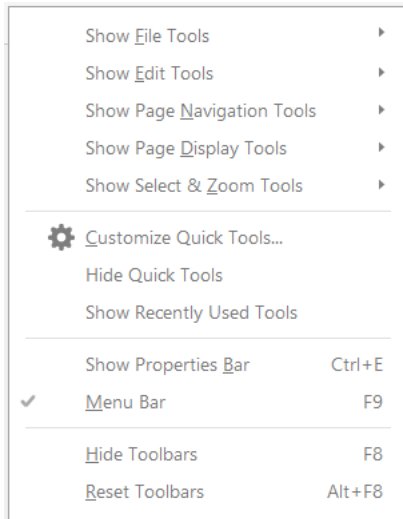 Show File Tools
Show Edit Tools
Show Page Navigation Tools
Show Page Display Tools
Show Select & Zoom Tools
Customize Quick Tools...
Hide Quick Tools
Show Recently Used Tools
Show Properties Bar Ctrl+E
Menu Bar F9
Hide Toolbars F8
Reset Toolbars Alt+F8